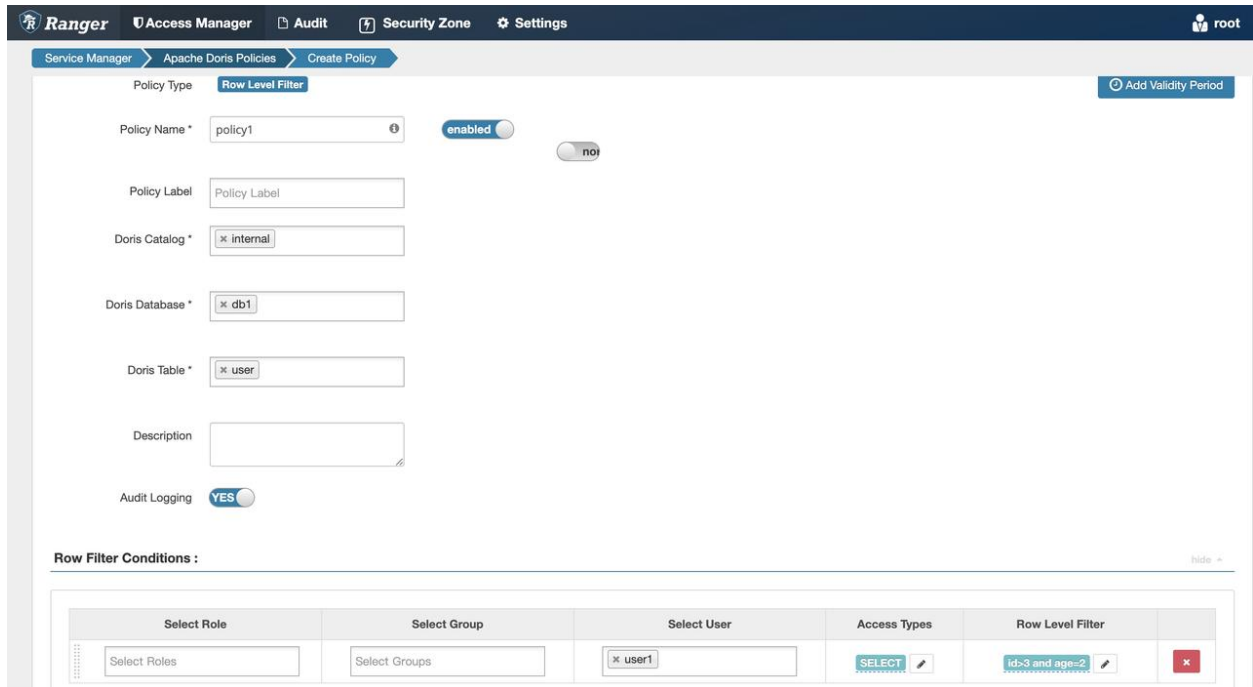 Ranger Access Manager Audit Security Zone Settings root
Service Manager Apache Doris Policies Create Policy
Policy Type Row Level Filter Add Validity Period
Policy Name * policy1 enabled
nor
Policy Label Policy Label
Doris Catalog * × internal
Doris Database * × db1
Doris Table * × user
Description
Audit Logging YES
Row Filter Conditions : hide
Select Role Select Group Select User Access Types Row Level Filter
Select Roles Select Groups × user1 SELECT id>3 and age=2 ×